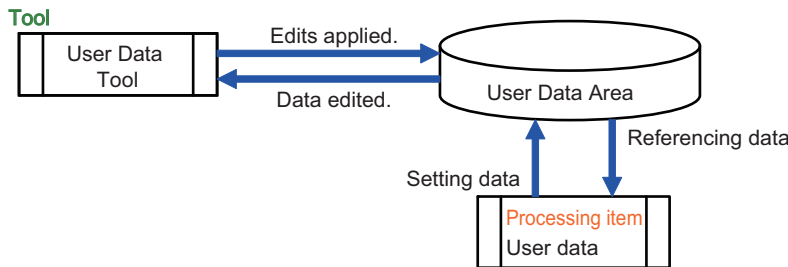 Tool
User Data
Tool
Edits applied.
Data edited.
User Data Area
Setting data
Referencing data
Processing item
User data